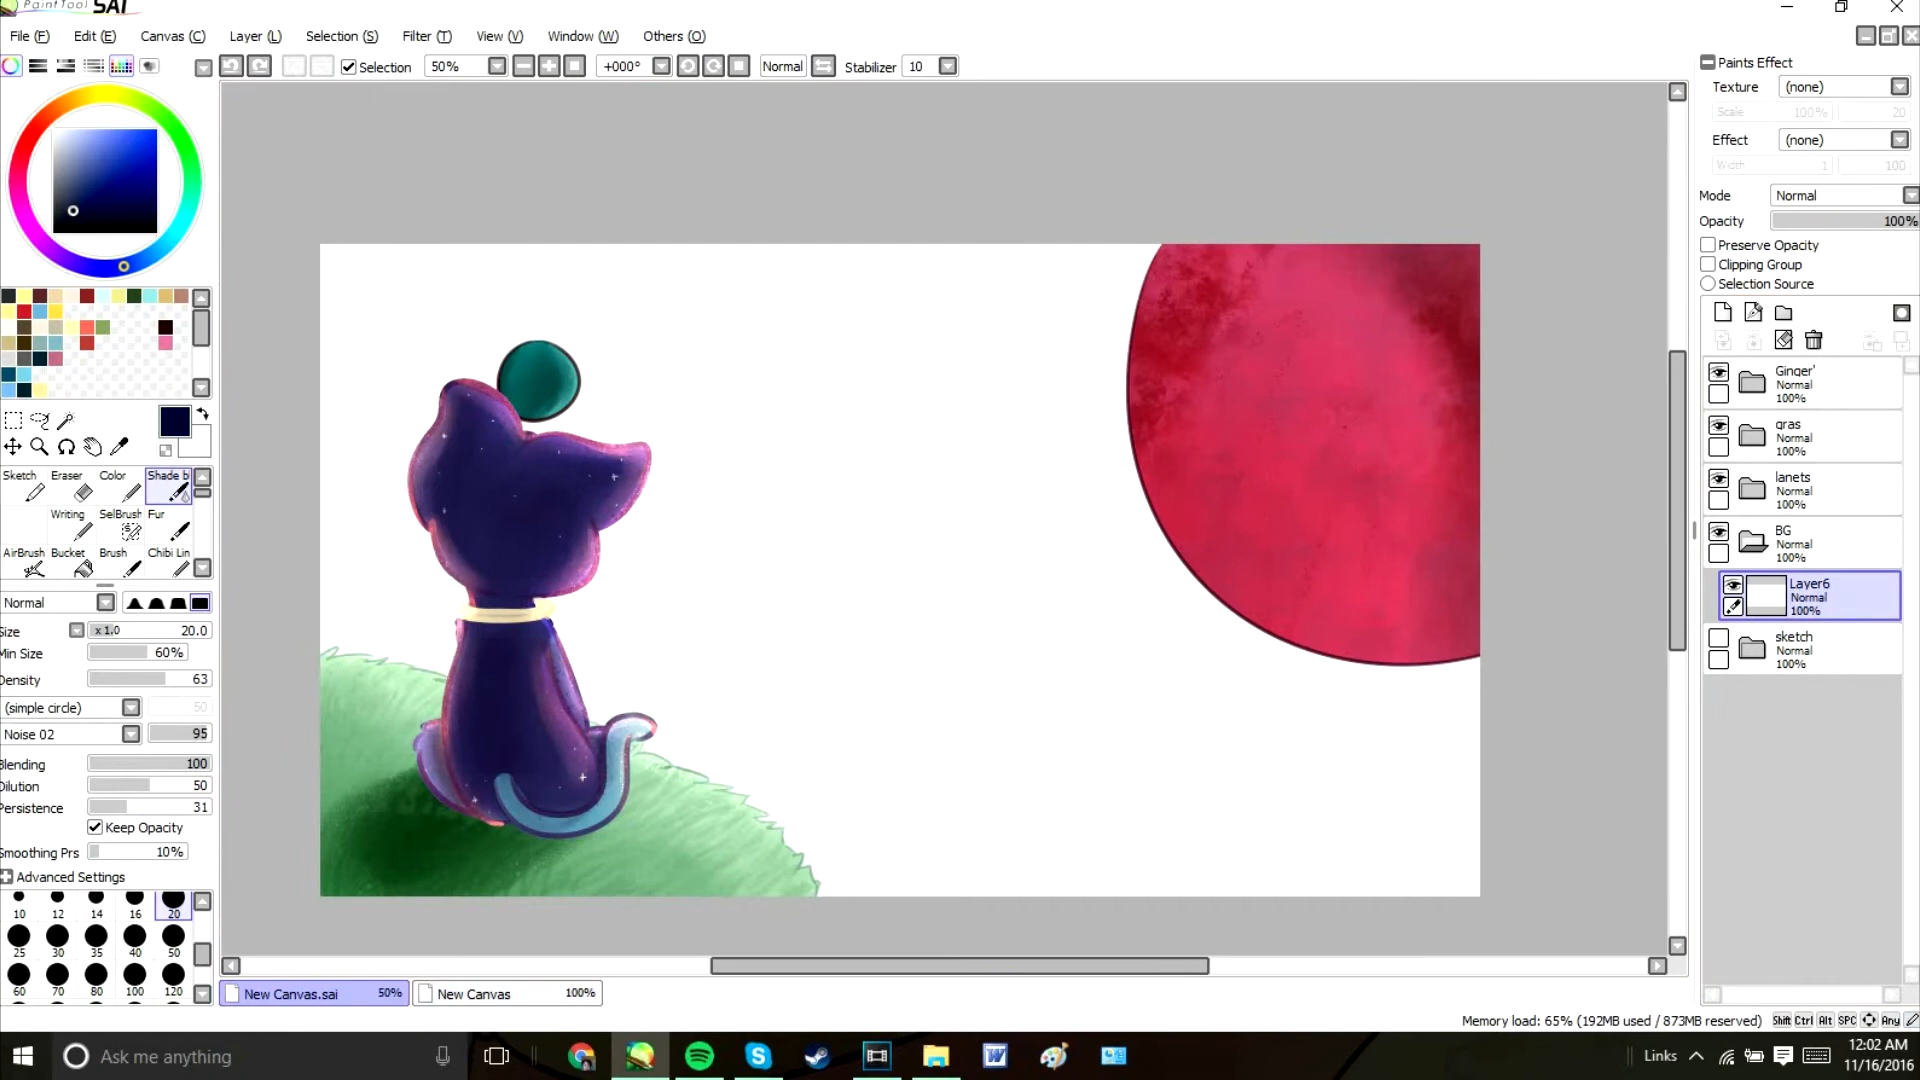 PaintTool SAI
File (F) Edit (E) Canvas (C) Layer (L) Selection (S) Filter (T) View (V) Window (W) Others (O)
Selection 50% +000° Normal Stabilizer 10
Paints Effect
Texture (none)
Scale 100% 20
Effect (none)
Width 1 100
Mode Normal
Opacity 100%
Preserve Opacity
Clipping Group
Selection Source
Ginger'
Normal
100%
gras
Normal
100%
lanets
Normal
100%
BG
Normal
100%
Layer6
Normal
100%
sketch
Normal
100%
Sketch Eraser Color Shade b
Writing SelBrush Fur
AirBrush Bucket Brush Chibi Lin
Normal
Size x 1.0 20.0
Min Size 60%
Density 63
(simple circle) 50
Noise 02 95
Blending 100
Dilution 50
Persistence 31
Keep Opacity
Smoothing Prs 10%
Advanced Settings
10 12 14 16 20
25 30 35 40 50
60 70 80 100 120
New Canvas.sai 50% New Canvas 100%
Memory load: 65% (192MB used / 873MB reserved) Shift Ctrl Alt SPC Any
Ask me anything
Links 12:02 AM
11/16/2016